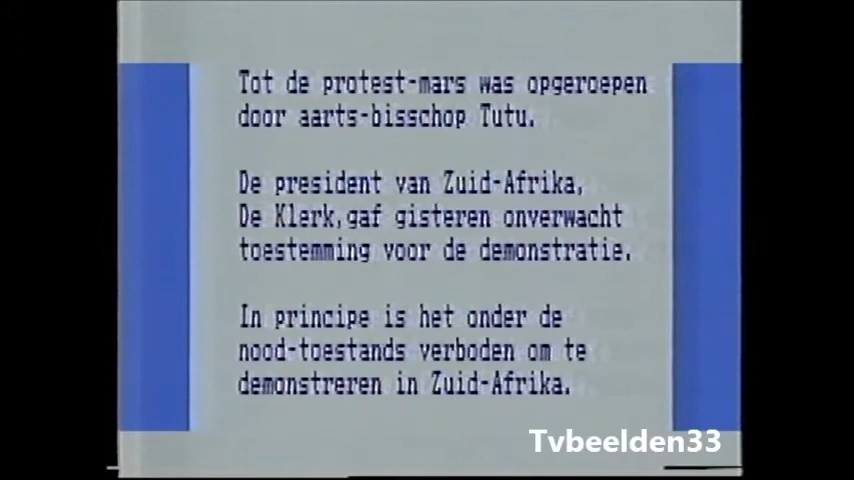 Tot de protest-mars was opgeroepen
door aarts-bisschop Tutu.
De president van Zuid-Afrika,
De Klerk,gaf gisteren onverwacht
toestemming voor de demonstratie.
In principe is het onder de
nood-toestands verboden om te
demonstreren in Zuid-Afrika.
Tvbeelden33